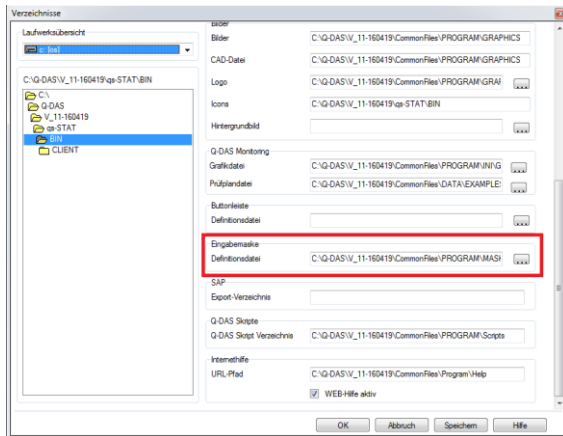 Verzeichnisse
Laufwerksübersicht
c: [os]
C:\Q-DAS\V_11-160419\qs-STAT\BIN
C:\
Q-DAS
V_11-160419
qs-STAT
BIN
CLIENT
Bilder
Bilder C:\Q-DAS\V_11-160419\CommonFiles\PROGRAM\GRAPHICS
CAD-Datei C:\Q-DAS\V_11-160419\CommonFiles\PROGRAM\GRAPHICS
Logo C:\Q-DAS\V_11-160419\CommonFiles\PROGRAM\GRAF ...
Icons C:\Q-DAS\V_11-160419\qs-STAT\BIN
Hintergrundbild ...
Q-DAS Monitoring
Grafikdatei C:\Q-DAS\V_11-160419\CommonFiles\PROGRAM\INI\G ...
Prüfplandatei C:\Q-DAS\V_11-160419\CommonFiles\DATA\EXAMPLE: ...
Buttonleiste
Definitionsdatei ...
Eingabemaske
Definitionsdatei C:\Q-DAS\V_11-160419\CommonFiles\PROGRAM\MASK ...
SAP
Export-Verzeichnis
Q-DAS Skripte
Q-DAS Skript Verzeichnis C:\Q-DAS\V_11-160419\CommonFiles\PROGRAM\Scripts
Internethilfe
URL-Pfad C:\Q-DAS\V_11-160419\CommonFiles\Program\Help
WEB-Hilfe aktiv
OK Abbruch Speichern Hilfe